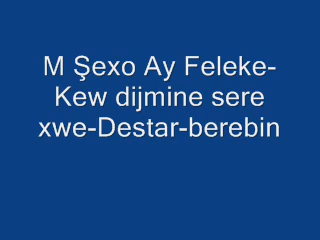 M Şexo Ay Feleke-
Kew dijmine sere
xwe-Destar-berebin